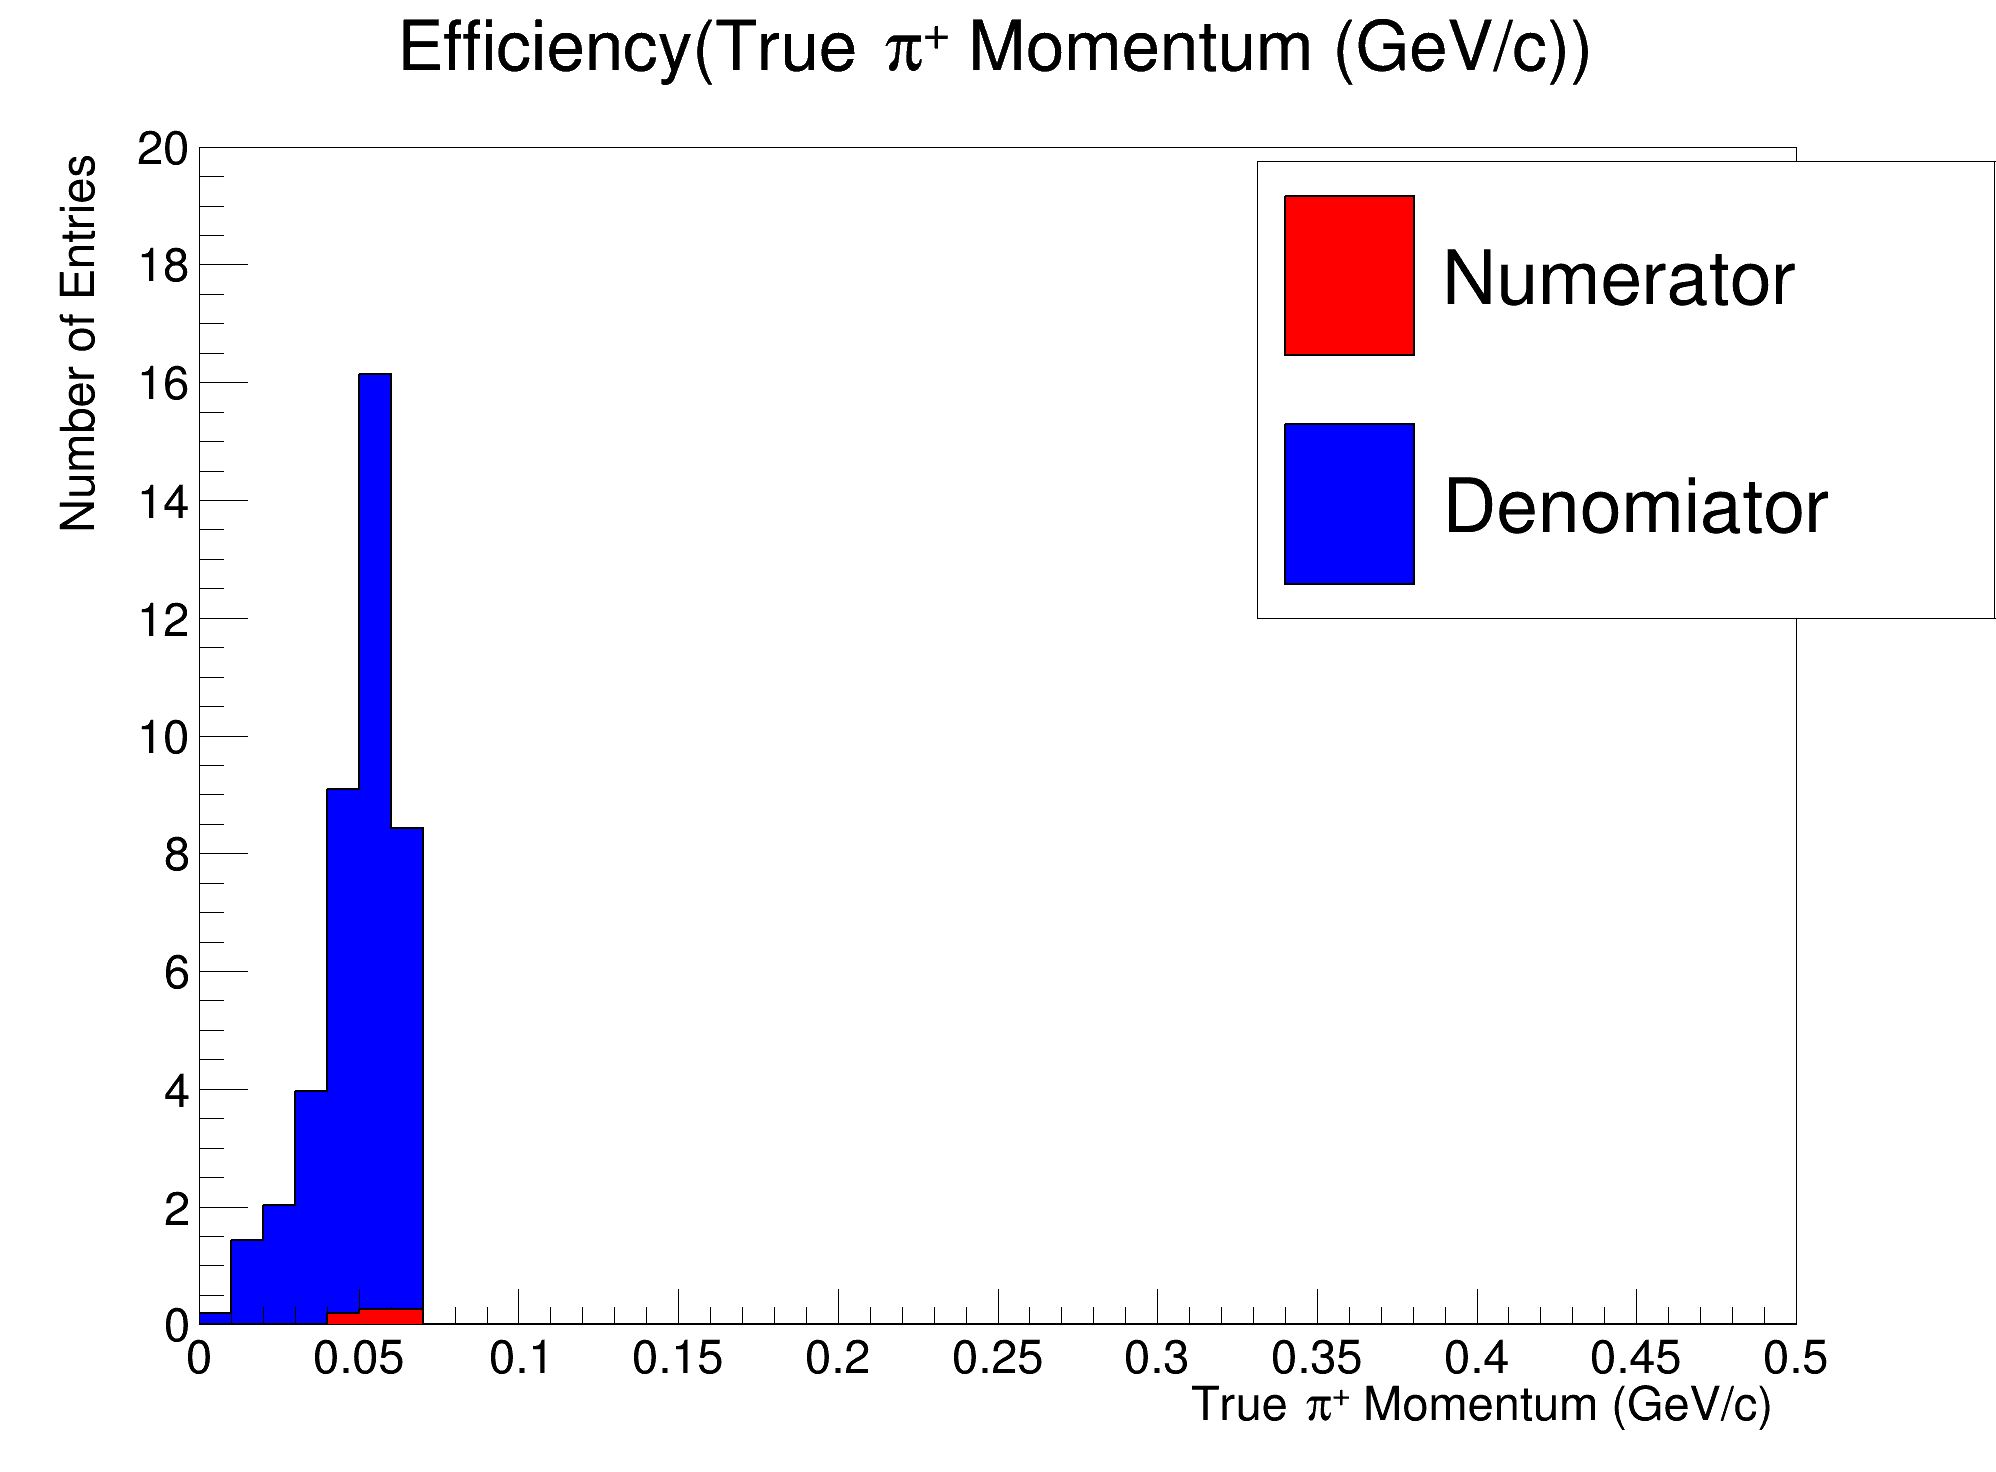 Efficiency(True π⁺ Momentum (GeV/c))
Number of Entries
20
18
16
14
12
10
8
6
4
2
0
Numerator
Denomiator
0 0.05 0.1 0.15 0.2 0.25 0.3 0.35 0.4 0.45 0.5
True π⁺ Momentum (GeV/c)